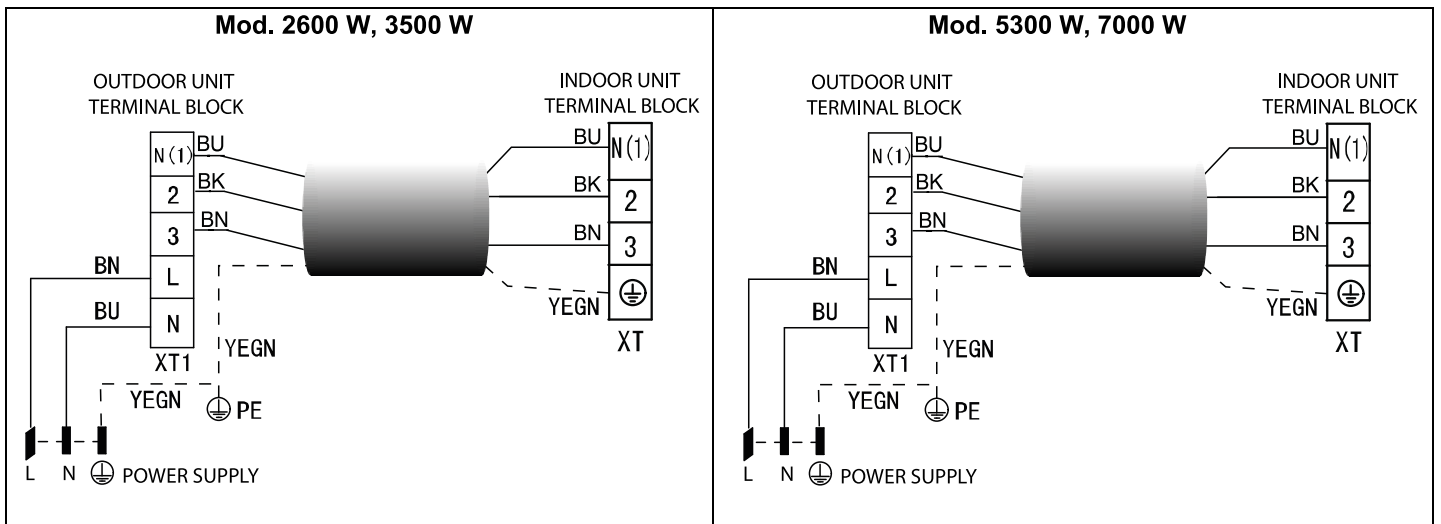 Mod. 2600 W, 3500 W
OUTDOOR UNIT
TERMINAL BLOCK
INDOOR UNIT
TERMINAL BLOCK
N(1)
BU
BU
N(1)
2
BK
BK
2
3
BN
BN
3
BN
L
YEGN
BU
N
XT
XT1
YEGN
YEGN
PE
L
N
POWER SUPPLY
Mod. 5300 W, 7000 W
OUTDOOR UNIT
TERMINAL BLOCK
INDOOR UNIT
TERMINAL BLOCK
N(1)
BU
BU
N(1)
2
BK
BK
2
3
BN
BN
3
BN
L
YEGN
BU
N
XT
XT1
YEGN
YEGN
PE
L
N
POWER SUPPLY